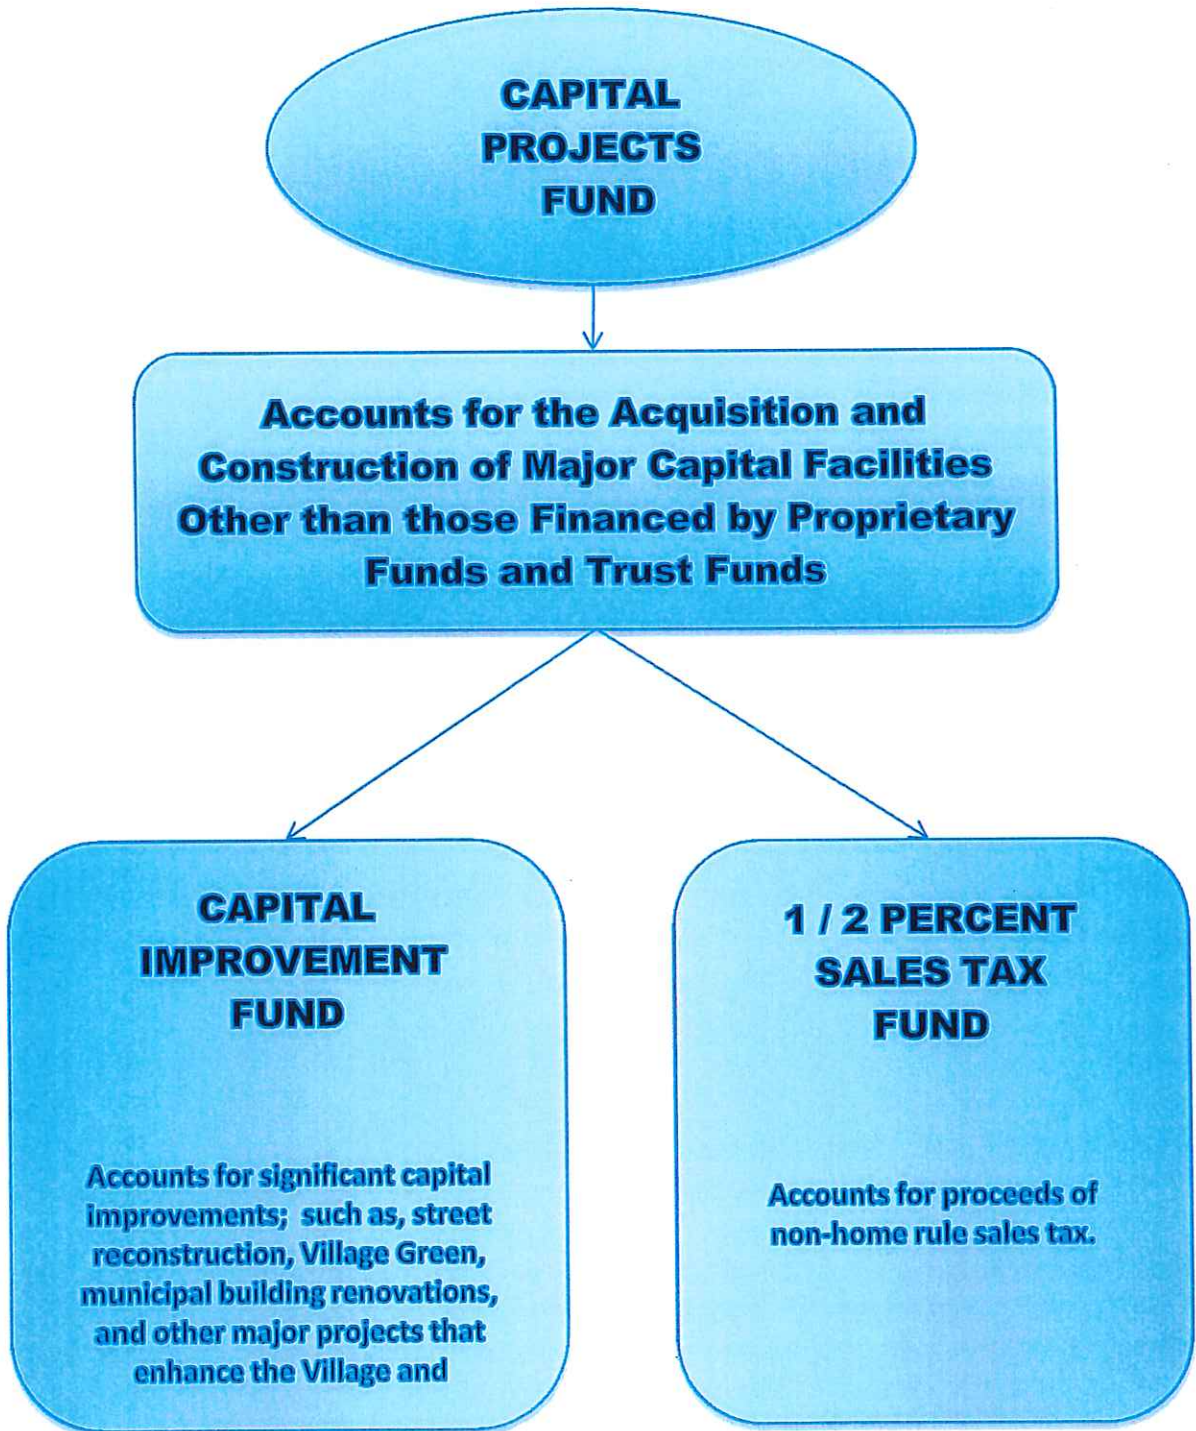 CAPITAL
PROJECTS
FUND
Accounts for the Acquisition and
Construction of Major Capital Facilities
Other than those Financed by Proprietary
Funds and Trust Funds
CAPITAL
IMPROVEMENT
FUND
Accounts for significant capital
improvements; such as, street
reconstruction, Village Green,
municipal building renovations,
and other major projects that
enhance the Village and
1 / 2 PERCENT
SALES TAX
FUND
Accounts for proceeds of
non-home rule sales tax.